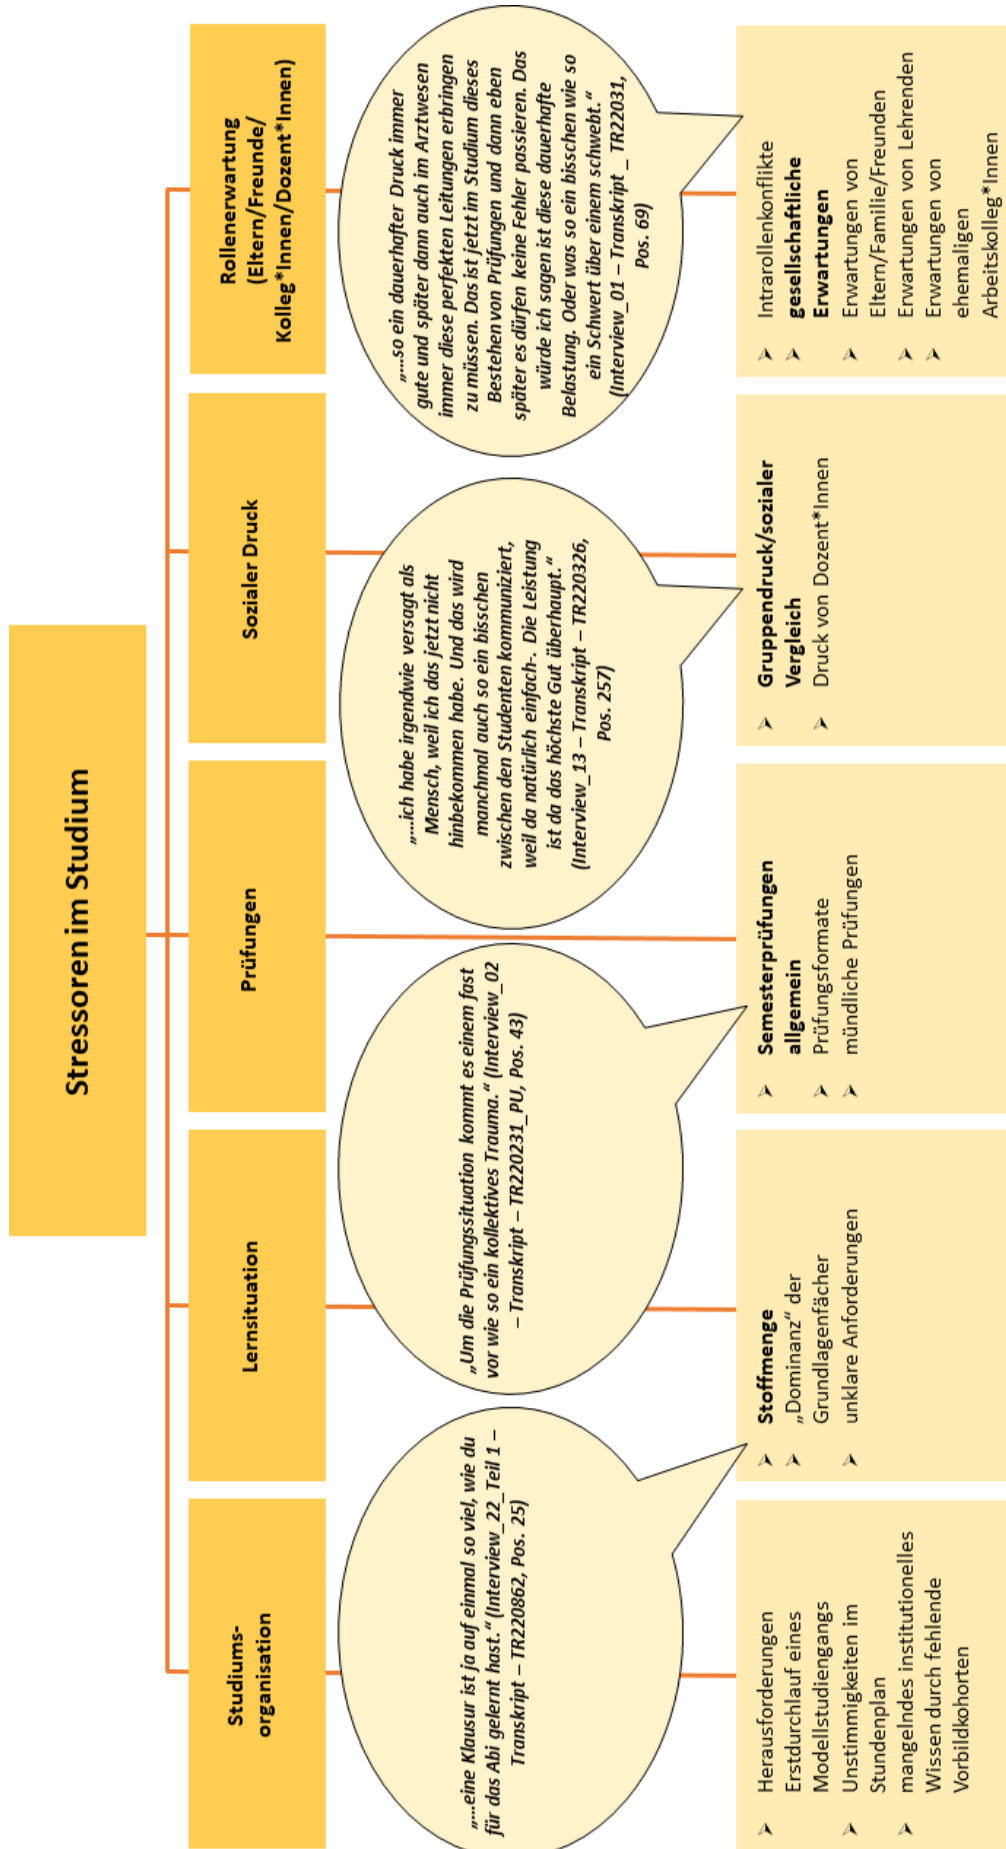 Stressoren im Studium
Studiums-
organisation
Lernsituation
Prüfungen
Sozialer Druck
Rollenerwartung
(Eltern/Freunde/
Kolleg*Innen/Dozent*Innen)
„...eine Klausur ist ja auf einmal so viel, wie du
für das Abi gelernt hast.“ (Interview_22_Teil 1 –
Transkript – TR220862, Pos. 25)
„Um die Prüfungssituation kommt es einem fast
vor wie so ein kollektives Trauma.“ (Interview_02
– Transkript – TR220231_PU, Pos. 43)
„...ich habe irgendwie versagt als
Mensch, weil ich das jetzt nicht
hinbekommen habe. Und das wird
manchmal auch so ein bisschen
zwischen den Studenten kommuniziert,
weil da natürlich einfach-. Die Leistung
ist da das höchste Gut überhaupt.“
(Interview_13 – Transkript – TR220326,
Pos. 257)
„...so ein dauerhafter Druck immer
gute und später dann auch im Arztwesen
immer diese perfekten Leitungen erbringen
zu müssen. Das ist jetzt im Studium dieses
Bestehen von Prüfungen und dann eben
später es dürfen keine Fehler passieren. Das
würde ich sagen ist diese dauerhafte
Belastung. Oder was so ein bisschen wie so
ein Schwert über einem schwebt.“
(Interview_01 – Transkript _ TR22031,
Pos. 69)
➢ Herausforderungen
Erstdurchlauf eines
Modellstudiengangs
➢ Unstimmigkeiten im
Stundenplan
➢ mangelndes institutionelles
Wissen durch fehlende
Vorbildkohorten
➢ Stoffmenge
➢ „Dominanz“ der
Grundlagenfächer
➢ unklare Anforderungen
➢ Semesterprüfungen
allgemein
➢ Prüfungsformate
➢ mündliche Prüfungen
➢ Gruppendruck/sozialer
Vergleich
➢ Druck von Dozent*Innen
➢ Intrarollenkonflikte
➢ gesellschaftliche
Erwartungen
➢ Erwartungen von
Eltern/Familie/Freunden
➢ Erwartungen von Lehrenden
➢ Erwartungen von
ehemaligen
Arbeitskolleg*Innen